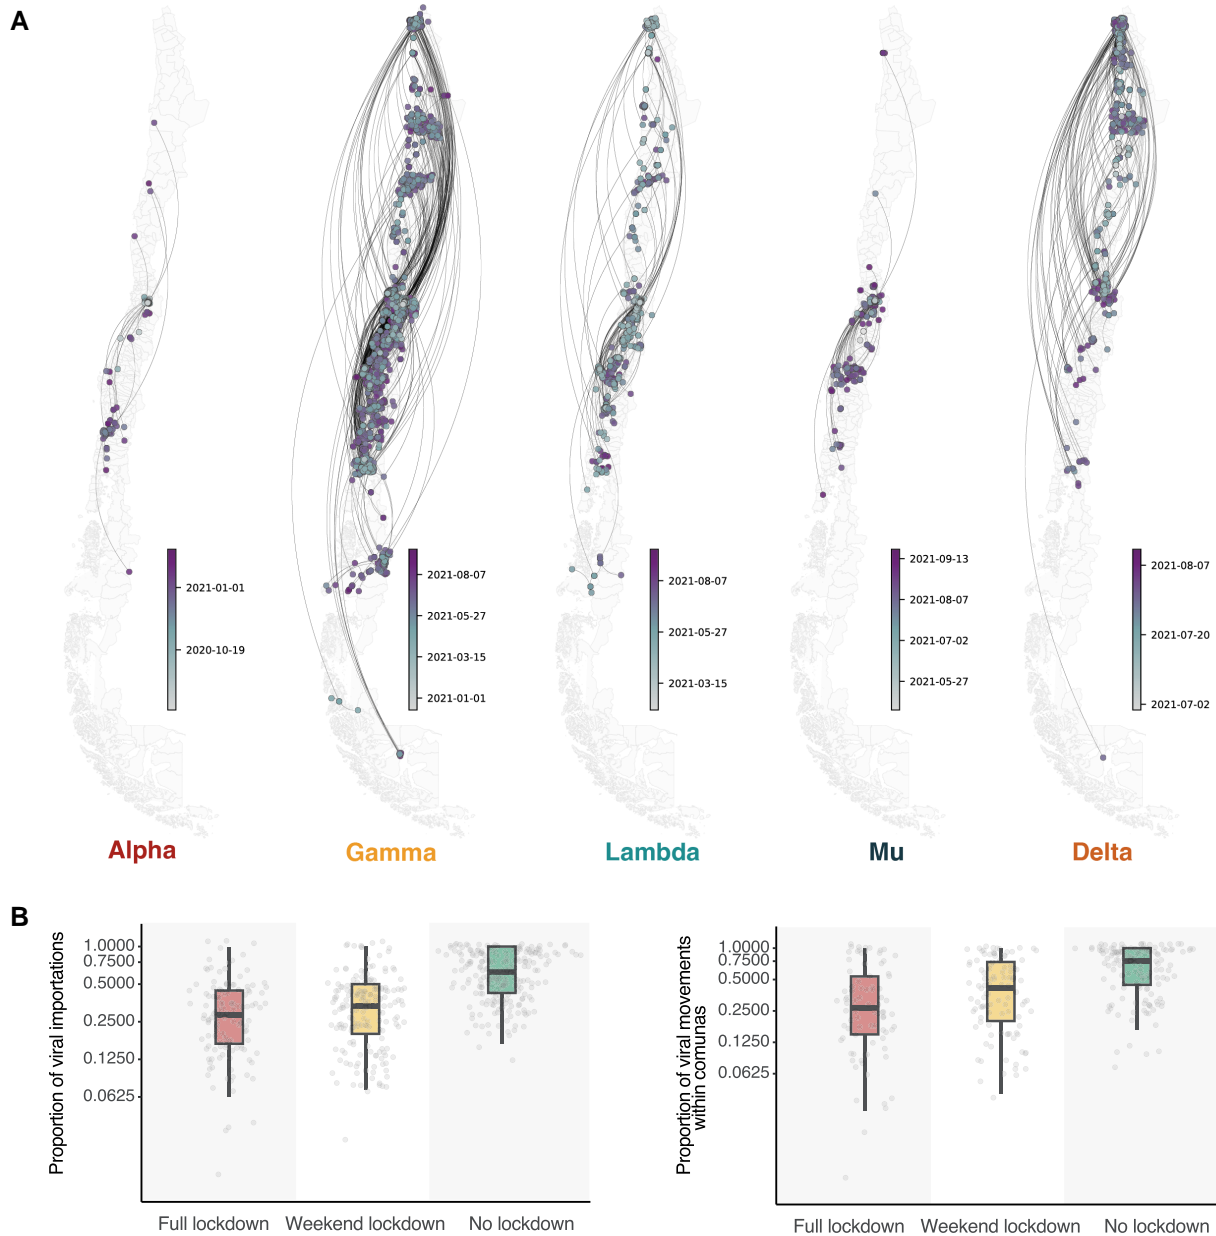 A
2021-01-01
2020-10-19
2021-08-07
2021-05-27
2021-03-15
2021-01-01
2021-08-07
2021-05-27
2021-03-15
2021-09-13
2021-08-07
2021-07-02
2021-05-27
2021-08-07
2021-07-20
2021-07-02
Alpha
Gamma
Lambda
Mu
Delta
B
Proportion of viral importations
1.0000
0.7500
0.5000
0.2500
0.1250
0.0625
Full lockdown
Weekend lockdown
No lockdown
Proportion of viral movements
within comunas
1.0000
0.7500
0.5000
0.2500
0.1250
0.0625
Full lockdown
Weekend lockdown
No lockdown